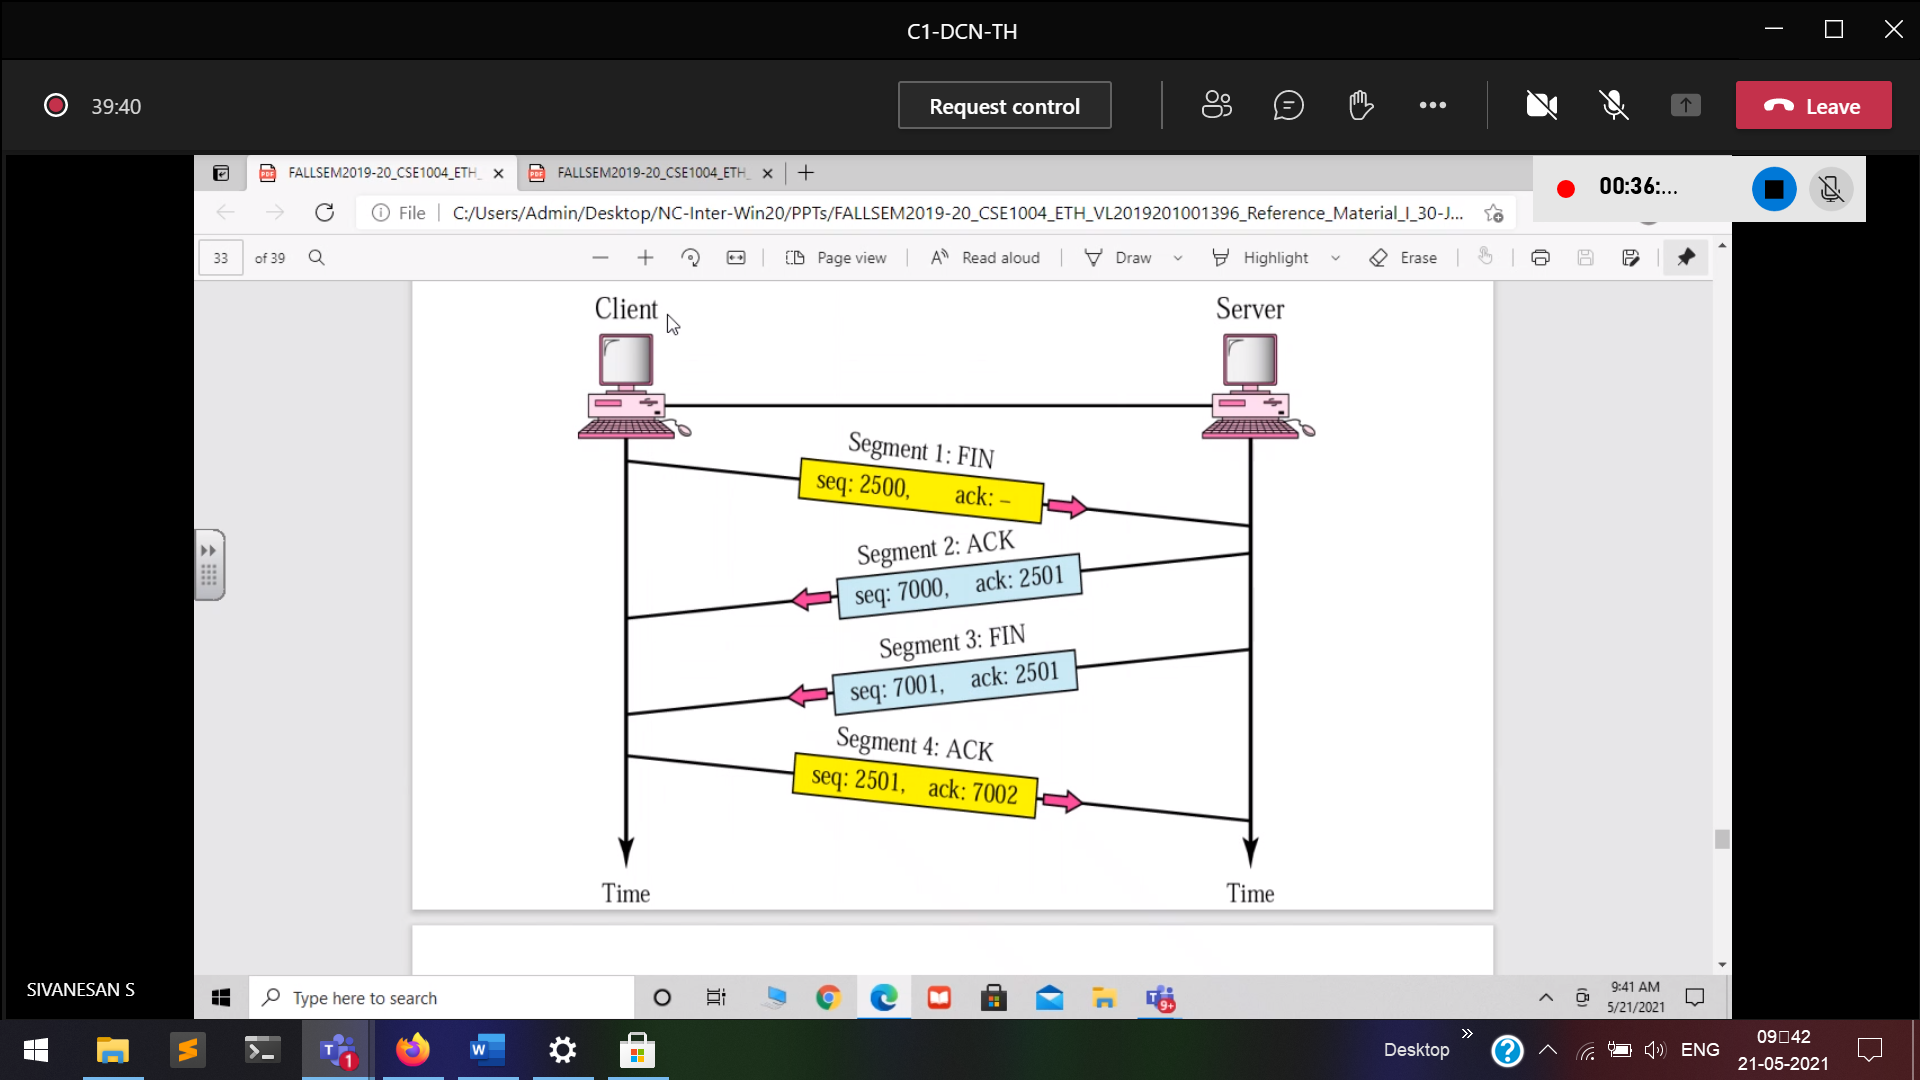 C1-DCN-TH
39:40
Request control
Leave
FALLSEM2019-20_CSE1004_ETH_
FALLSEM2019-20_CSE1004_ETH_
00:36:...
File
C:/Users/Admin/Desktop/NC-Inter-Win20/PPTs/FALLSEM2019-20_CSE1004_ETH_VL2019201001396_Reference_Material_I_30-J...
33
of 39
Page view
Read aloud
Draw
Highlight
Erase
Client
Server
Segment 1: FIN
seq: 2500, ack: –
Segment 2: ACK
seq: 7000, ack: 2501
Segment 3: FIN
seq: 7001, ack: 2501
Segment 4: ACK
seq: 2501, ack: 7002
Time
Time
SIVANESAN S
Type here to search
9+
9:41 AM
5/21/2021
1
Desktop
ENG
09▯42
21-05-2021